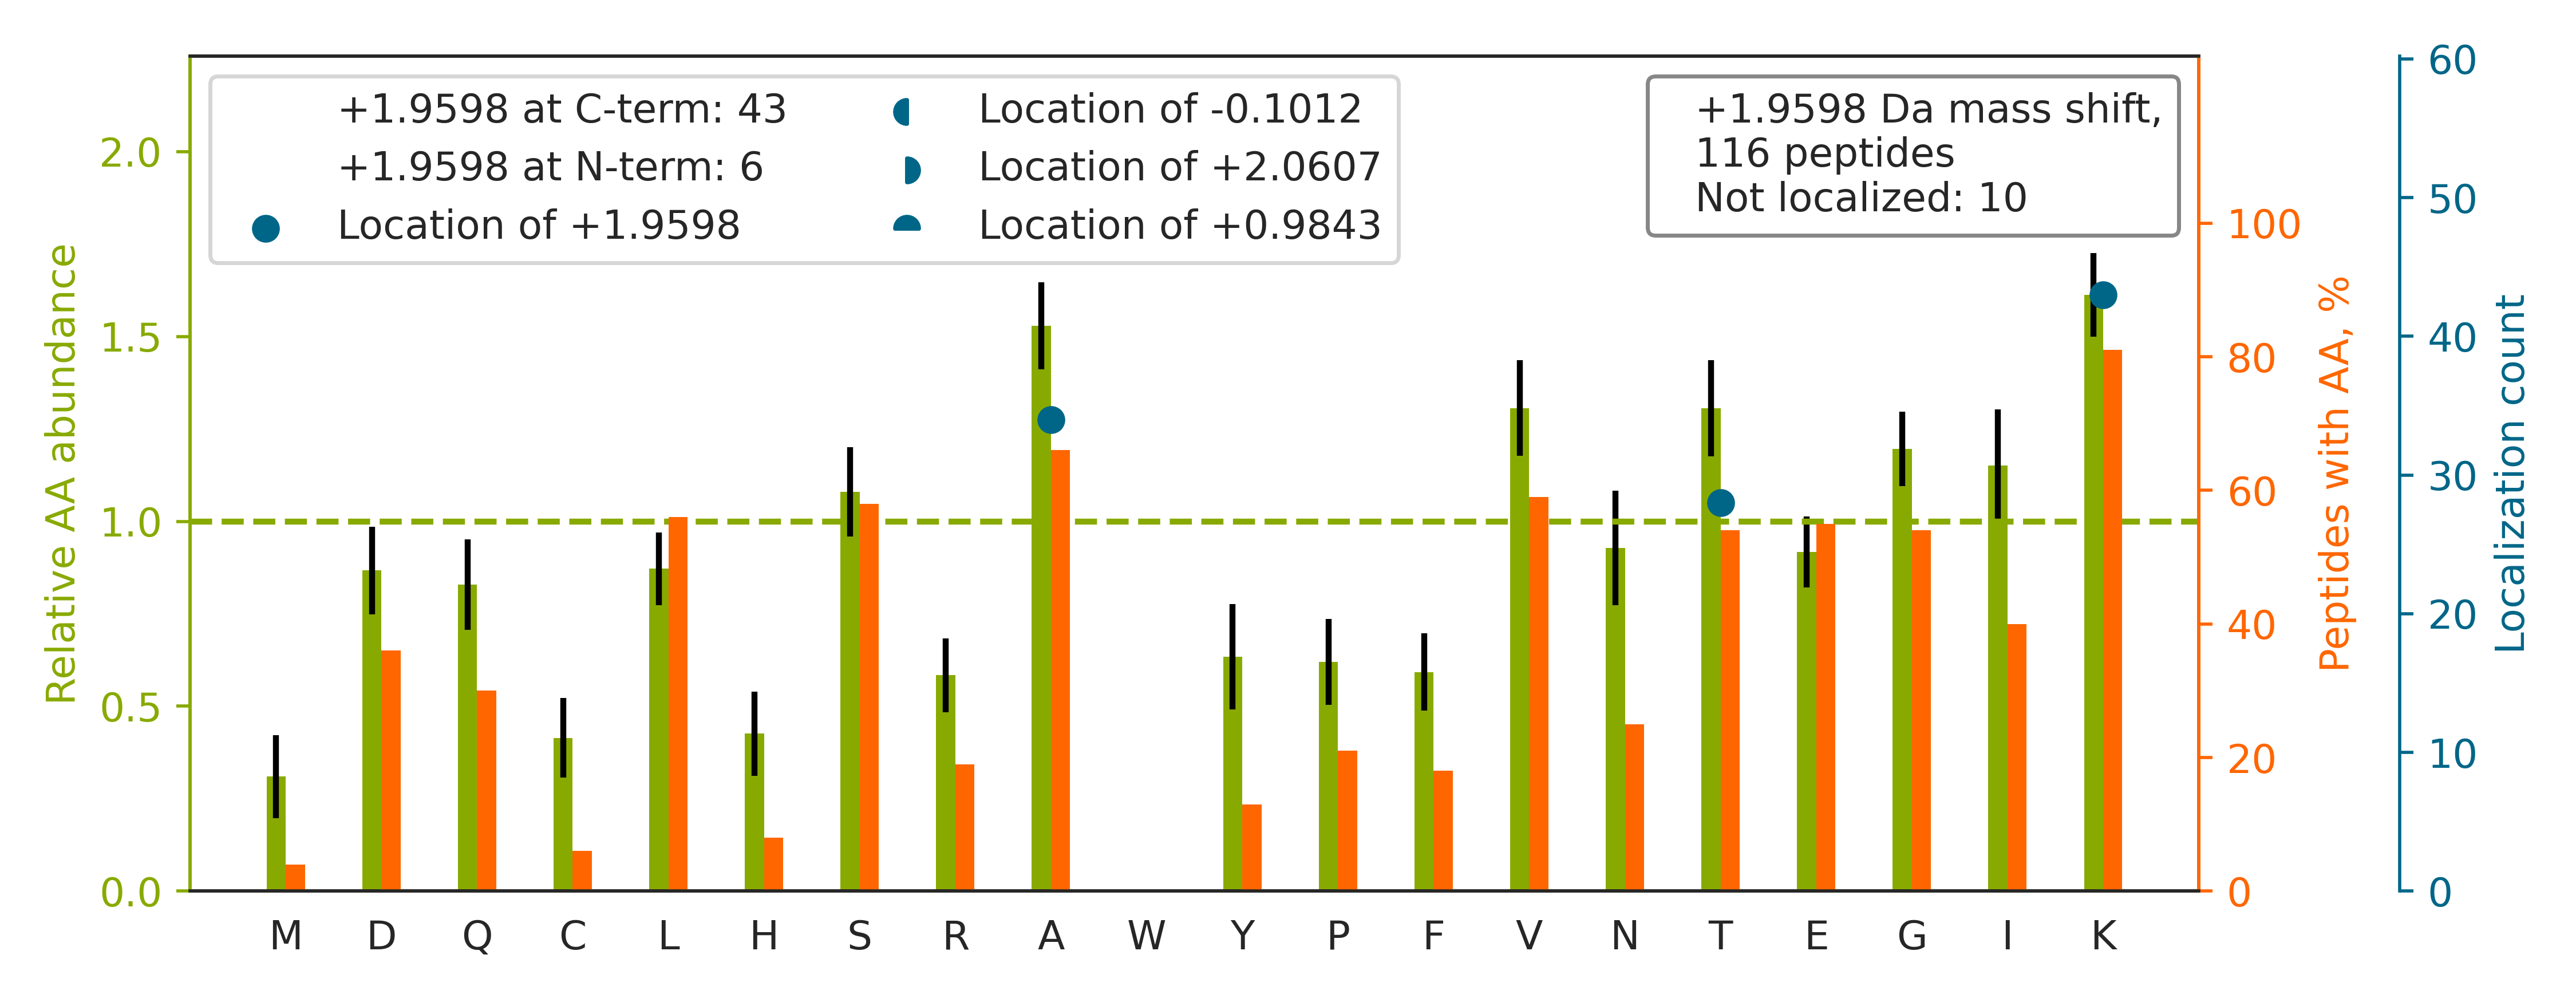 +1.9598 at C-term: 43
+1.9598 at N-term: 6
Location of +1.9598
Location of -0.1012
Location of +2.0607
Location of +0.9843
+1.9598 Da mass shift,
116 peptides
Not localized: 10
Relative AA abundance
2.0
1.5
1.0
0.5
0.0
100
80
60
40
20
0
Peptides with AA, %
60
50
40
30
20
10
0
Localization count
M D Q C L H S R A W Y P F V N T E G I K